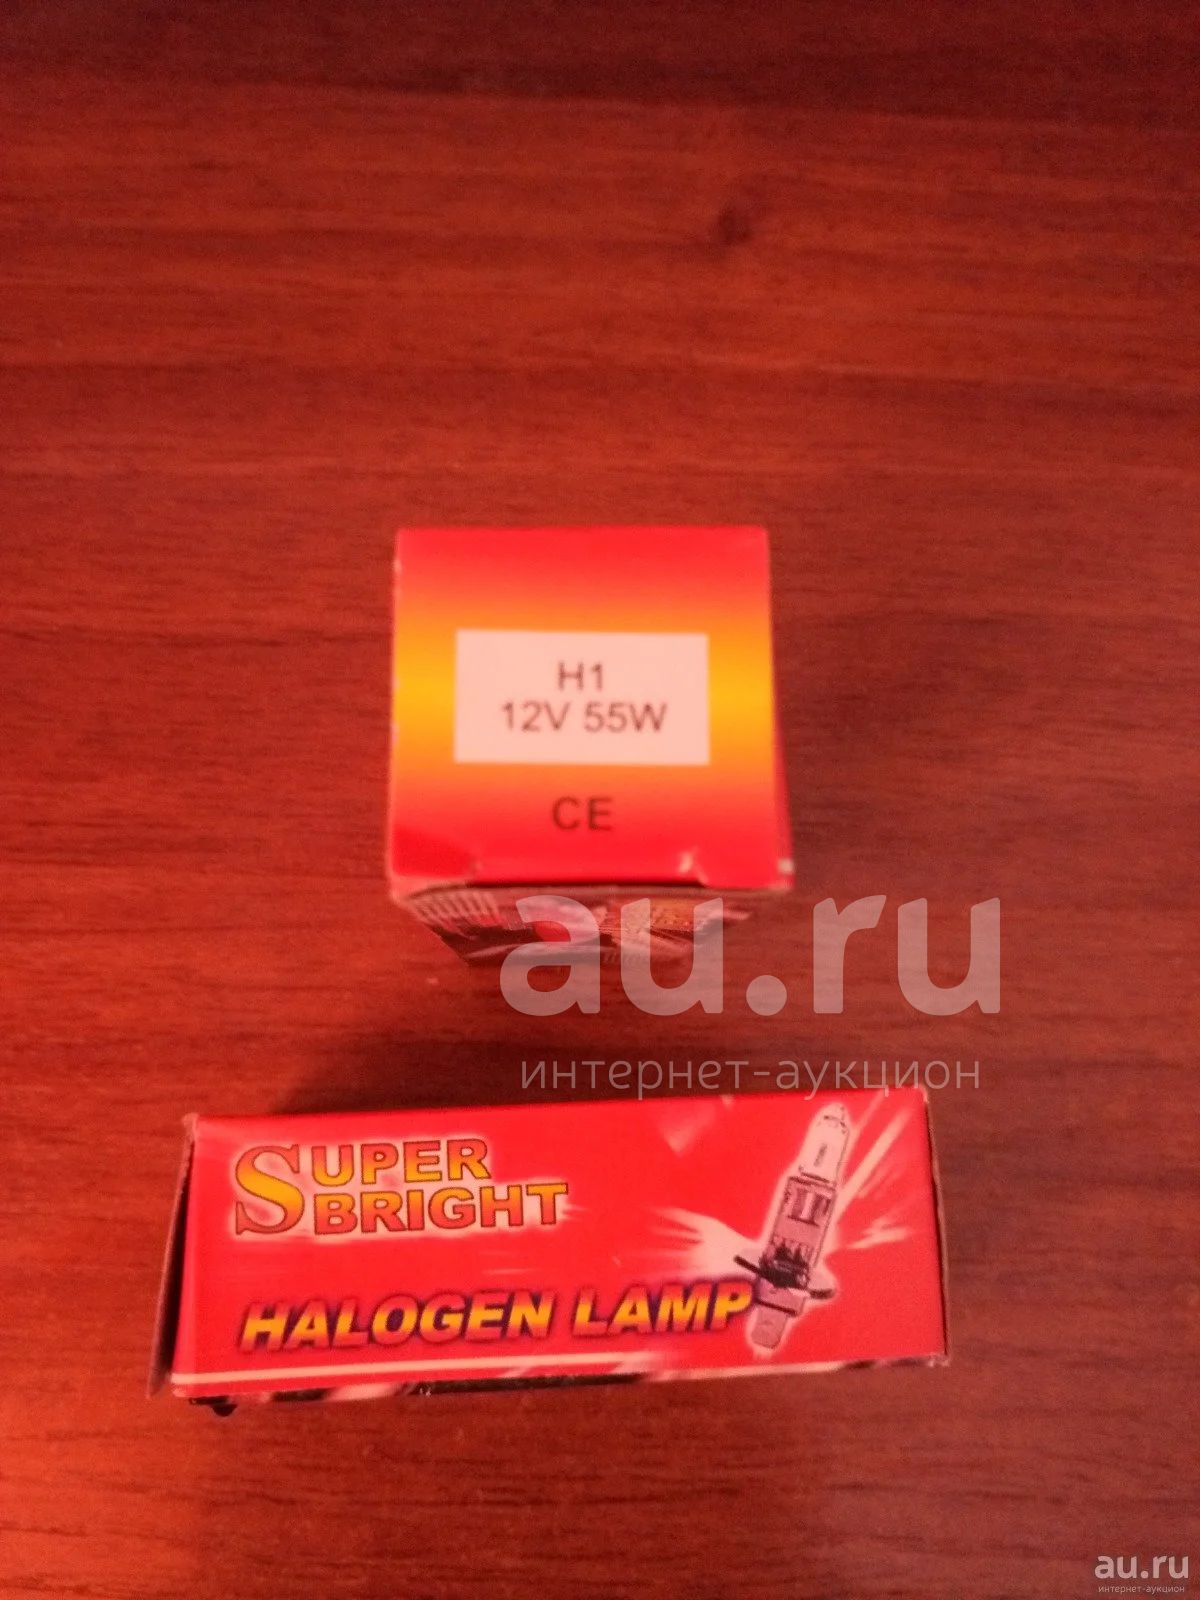 H1
12V 55W
CE
au.ru
интернет-аукцион
SUPER
BRIGHT
HALOGEN LAMP
au.ru
интернет-аукцион